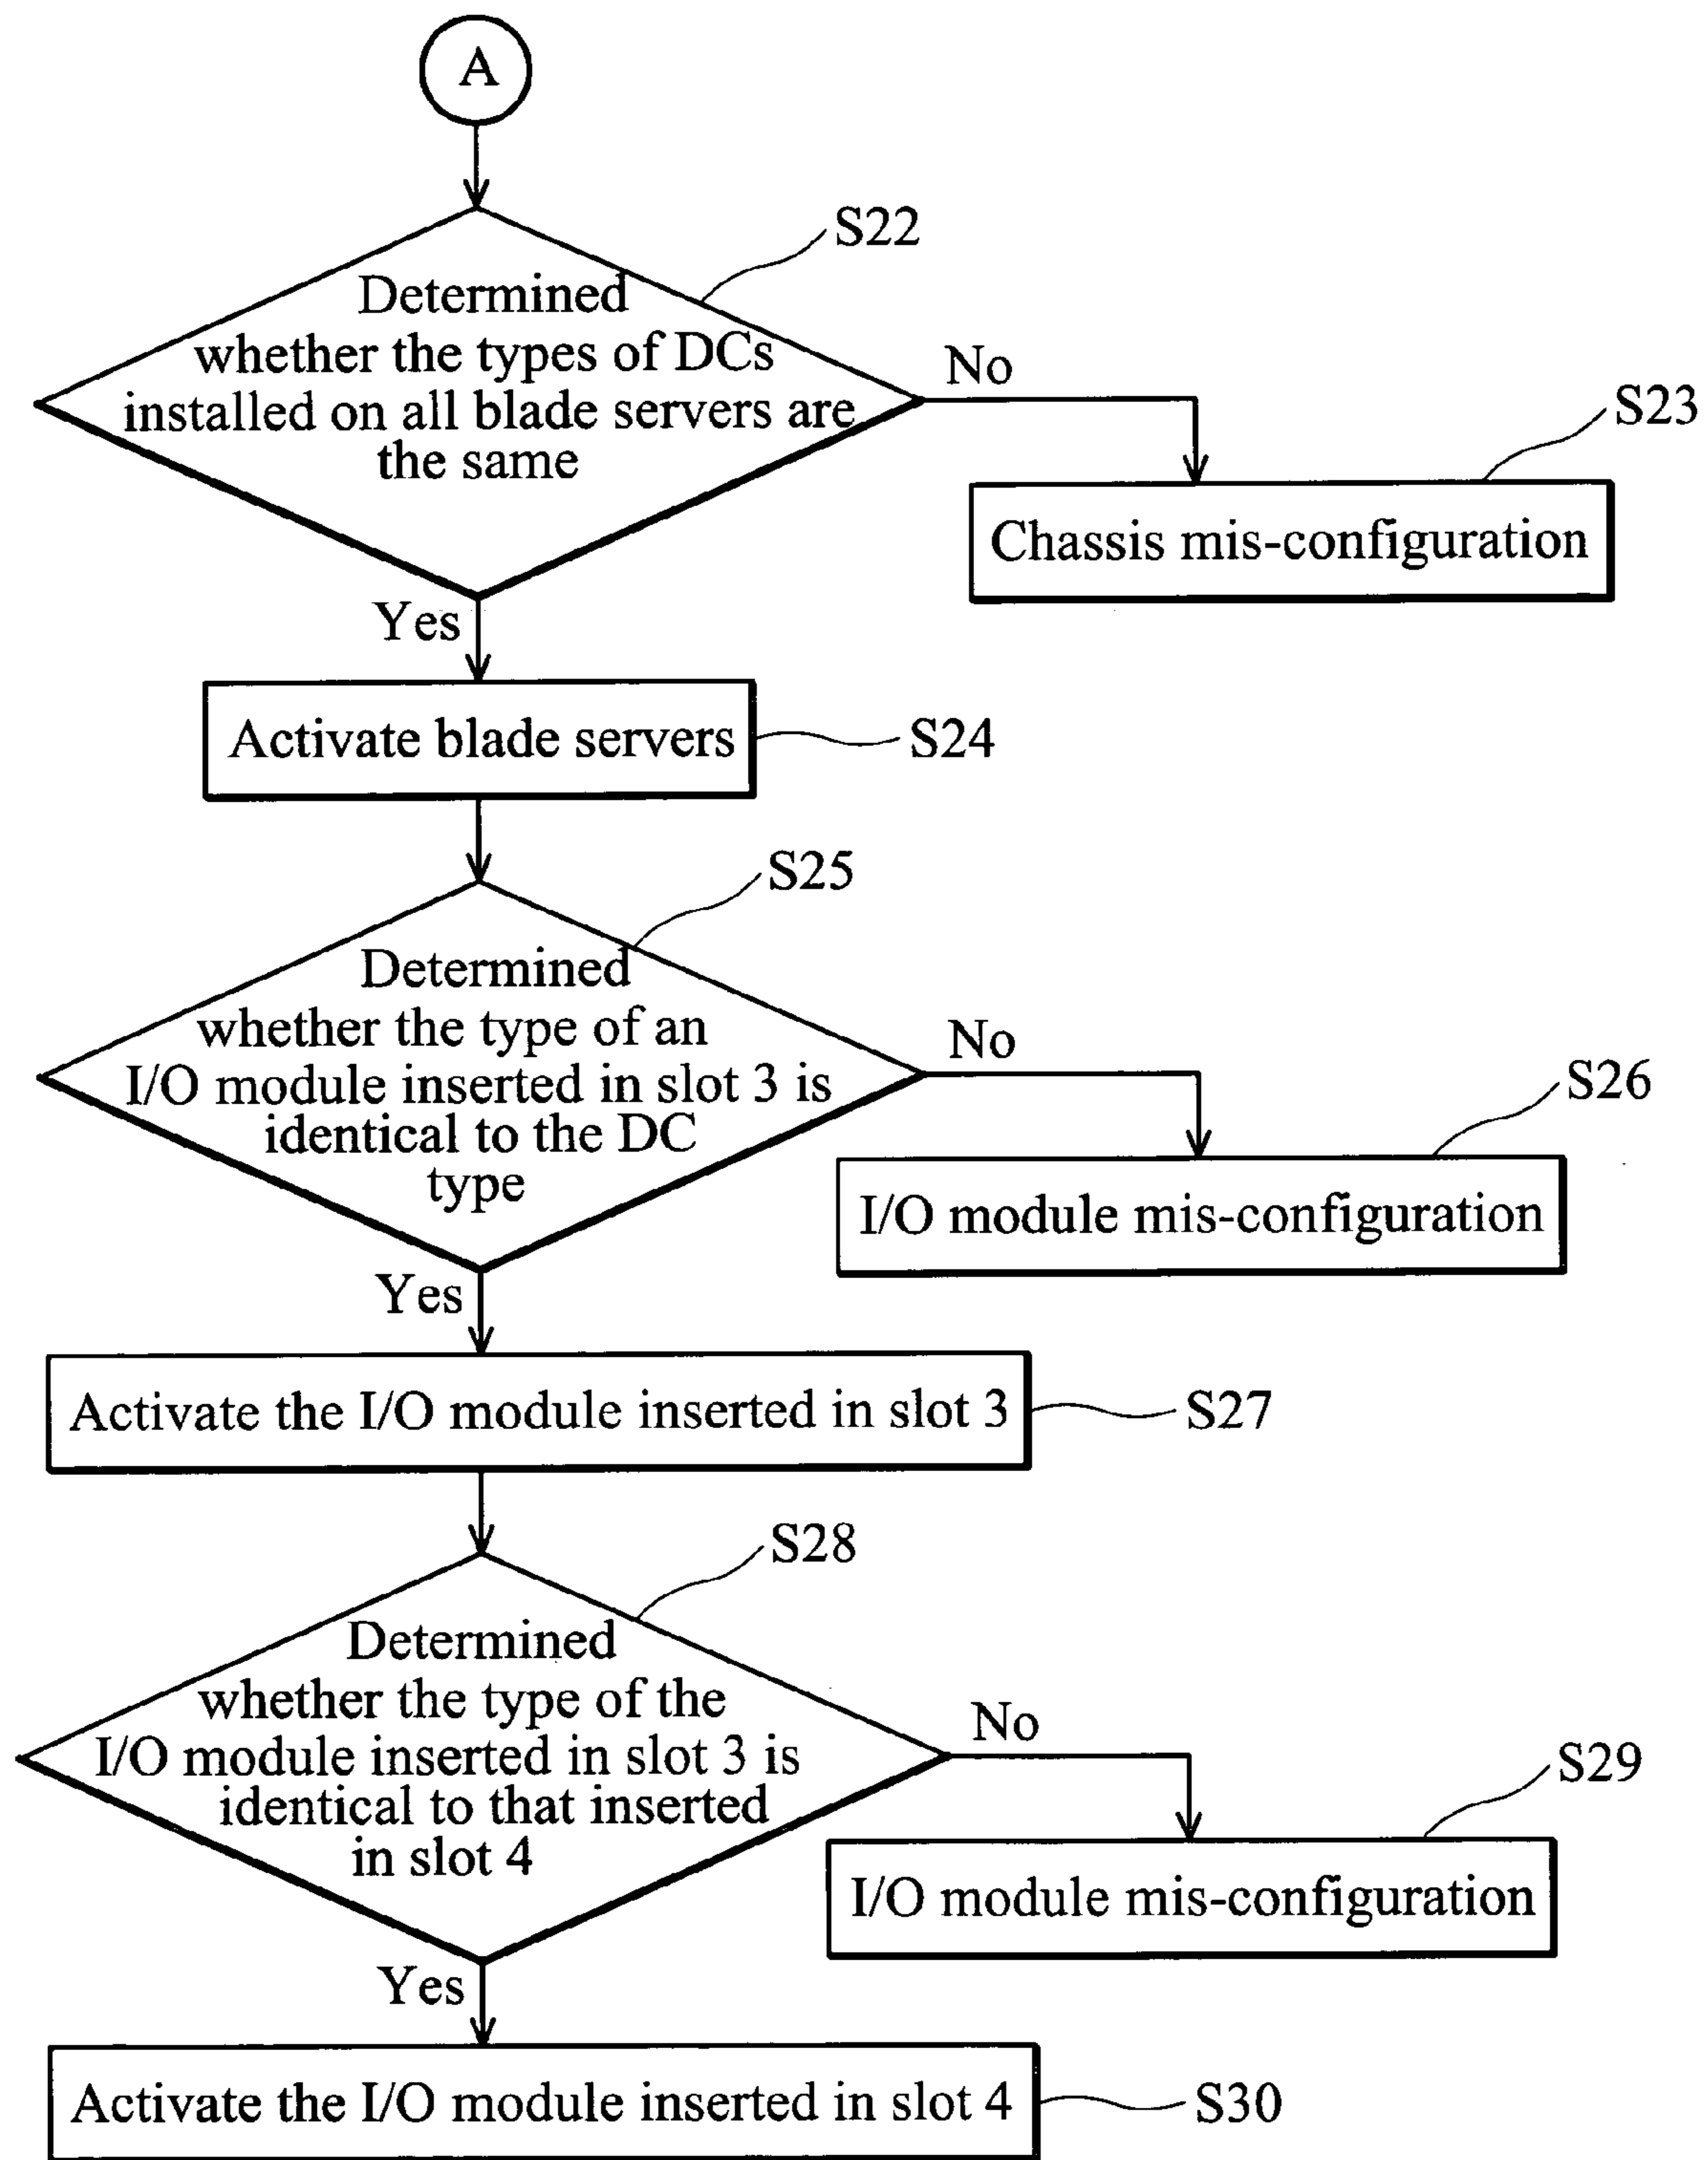 A
S22
Determined
whether the types of DCs
installed on all blade servers are
the same
No
S23
Chassis mis-configuration
Yes
Activate blade servers
S24
S25
Determined
whether the type of an
I/O module inserted in slot 3 is
identical to the DC
type
No
S26
I/O module mis-configuration
Yes
Activate the I/O module inserted in slot 3
S27
S28
Determined
whether the type of the
I/O module inserted in slot 3 is
identical to that inserted
in slot 4
No
S29
I/O module mis-configuration
Yes
Activate the I/O module inserted in slot 4
S30